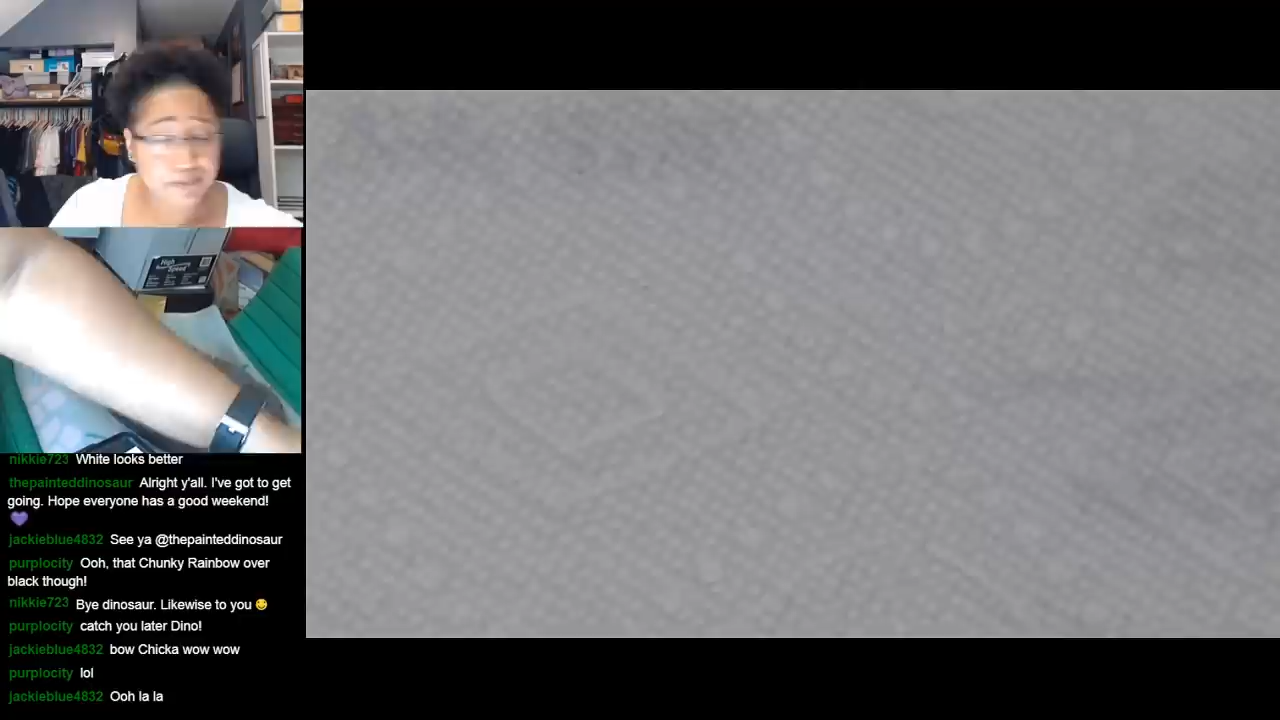 High
Speed
nikkie723 White looks better
thepainteddinosaur Alright y'all. I've got to get
going. Hope everyone has a good weekend!
💜
jackieblue4832 See ya @thepainteddinosaur
purplocity Ooh, that Chunky Rainbow over
black though!
nikkie723 Bye dinosaur. Likewise to you 😀
purplocity catch you later Dino!
jackieblue4832 bow Chicka wow wow
purplocity lol
jackieblue4832 Ooh la la